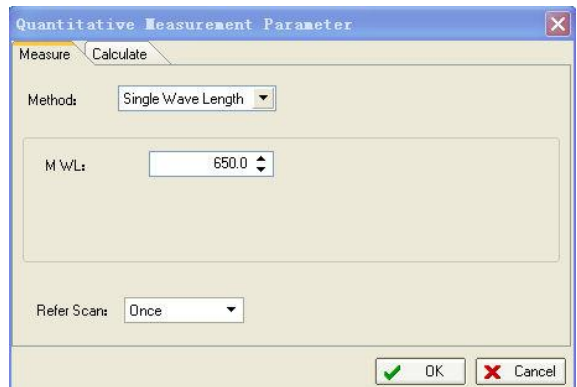 Quantitative Measurement Parameter
Measure Calculate
Method: Single Wave Length
M WL: 650.0
Refer Scan: Once
OK Cancel